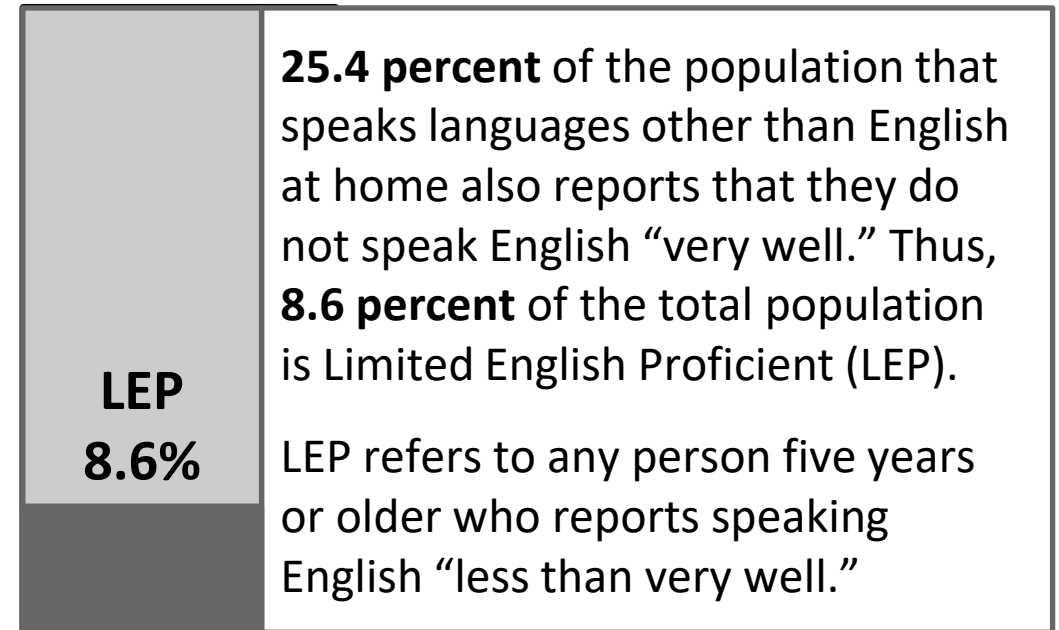 LEP
8.6%
25.4 percent of the population that
speaks languages other than English
at home also reports that they do
not speak English “very well.” Thus,
8.6 percent of the total population
is Limited English Proficient (LEP).
LEP refers to any person five years
or older who reports speaking
English “less than very well.”